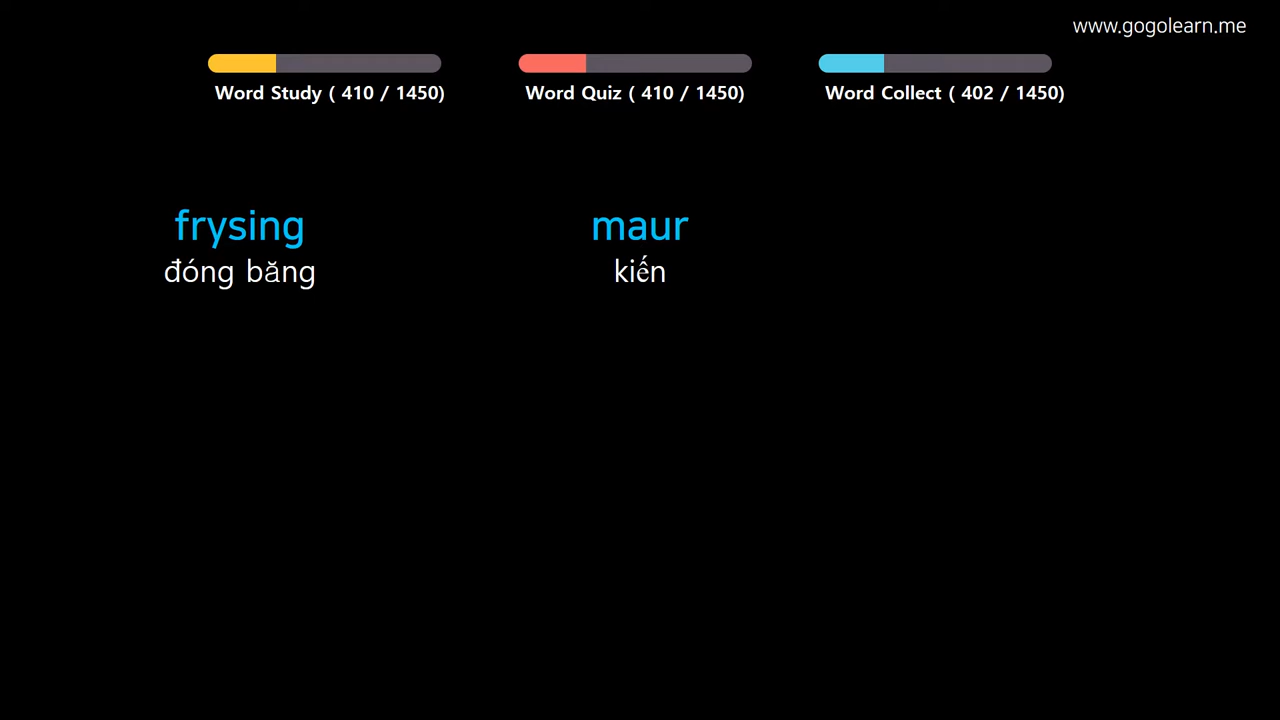 www.gogolearn.me
Word Study ( 410 / 1450)
Word Quiz ( 410 / 1450)
Word Collect ( 402 / 1450)
frysing
đóng băng
maur
kiến